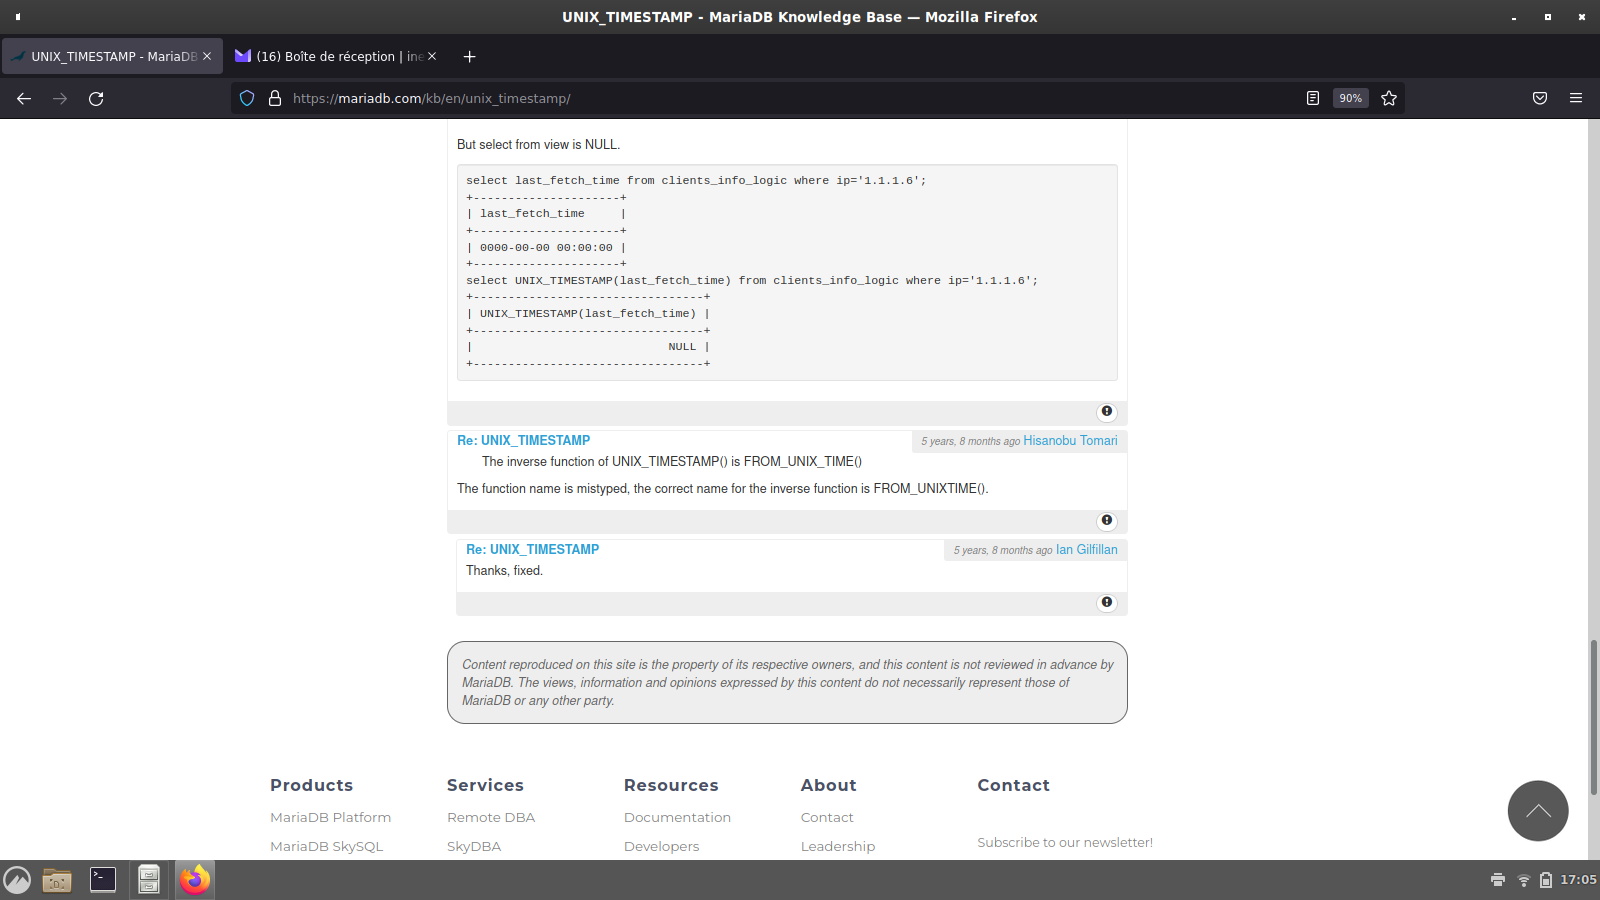 UNIX_TIMESTAMP - MariaDB Knowledge Base — Mozilla Firefox
UNIX_TIMESTAMP - MariaDB
(16) Boîte de réception | ine
https://mariadb.com/kb/en/unix_timestamp/
90%
But select from view is NULL.
select last_fetch_time from clients_info_logic where ip='1.1.1.6';
+---------------------+
| last_fetch_time     |
+---------------------+
| 0000-00-00 00:00:00 |
+---------------------+
select UNIX_TIMESTAMP(last_fetch_time) from clients_info_logic where ip='1.1.1.6';
+---------------------------------+
| UNIX_TIMESTAMP(last_fetch_time) |
+---------------------------------+
|                            NULL |
+---------------------------------+
Re: UNIX_TIMESTAMP
5 years, 8 months ago Hisanobu Tomari
The inverse function of UNIX_TIMESTAMP() is FROM_UNIX_TIME()
The function name is mistyped, the correct name for the inverse function is FROM_UNIXTIME().
Re: UNIX_TIMESTAMP
5 years, 8 months ago Ian Gilfillan
Thanks, fixed.
Content reproduced on this site is the property of its respective owners, and this content is not reviewed in advance by
MariaDB. The views, information and opinions expressed by this content do not necessarily represent those of
MariaDB or any other party.
Products
Services
Resources
About
Contact
MariaDB Platform
Remote DBA
Documentation
Contact
Subscribe to our newsletter!
MariaDB SkySQL
SkyDBA
Developers
Leadership
17:05